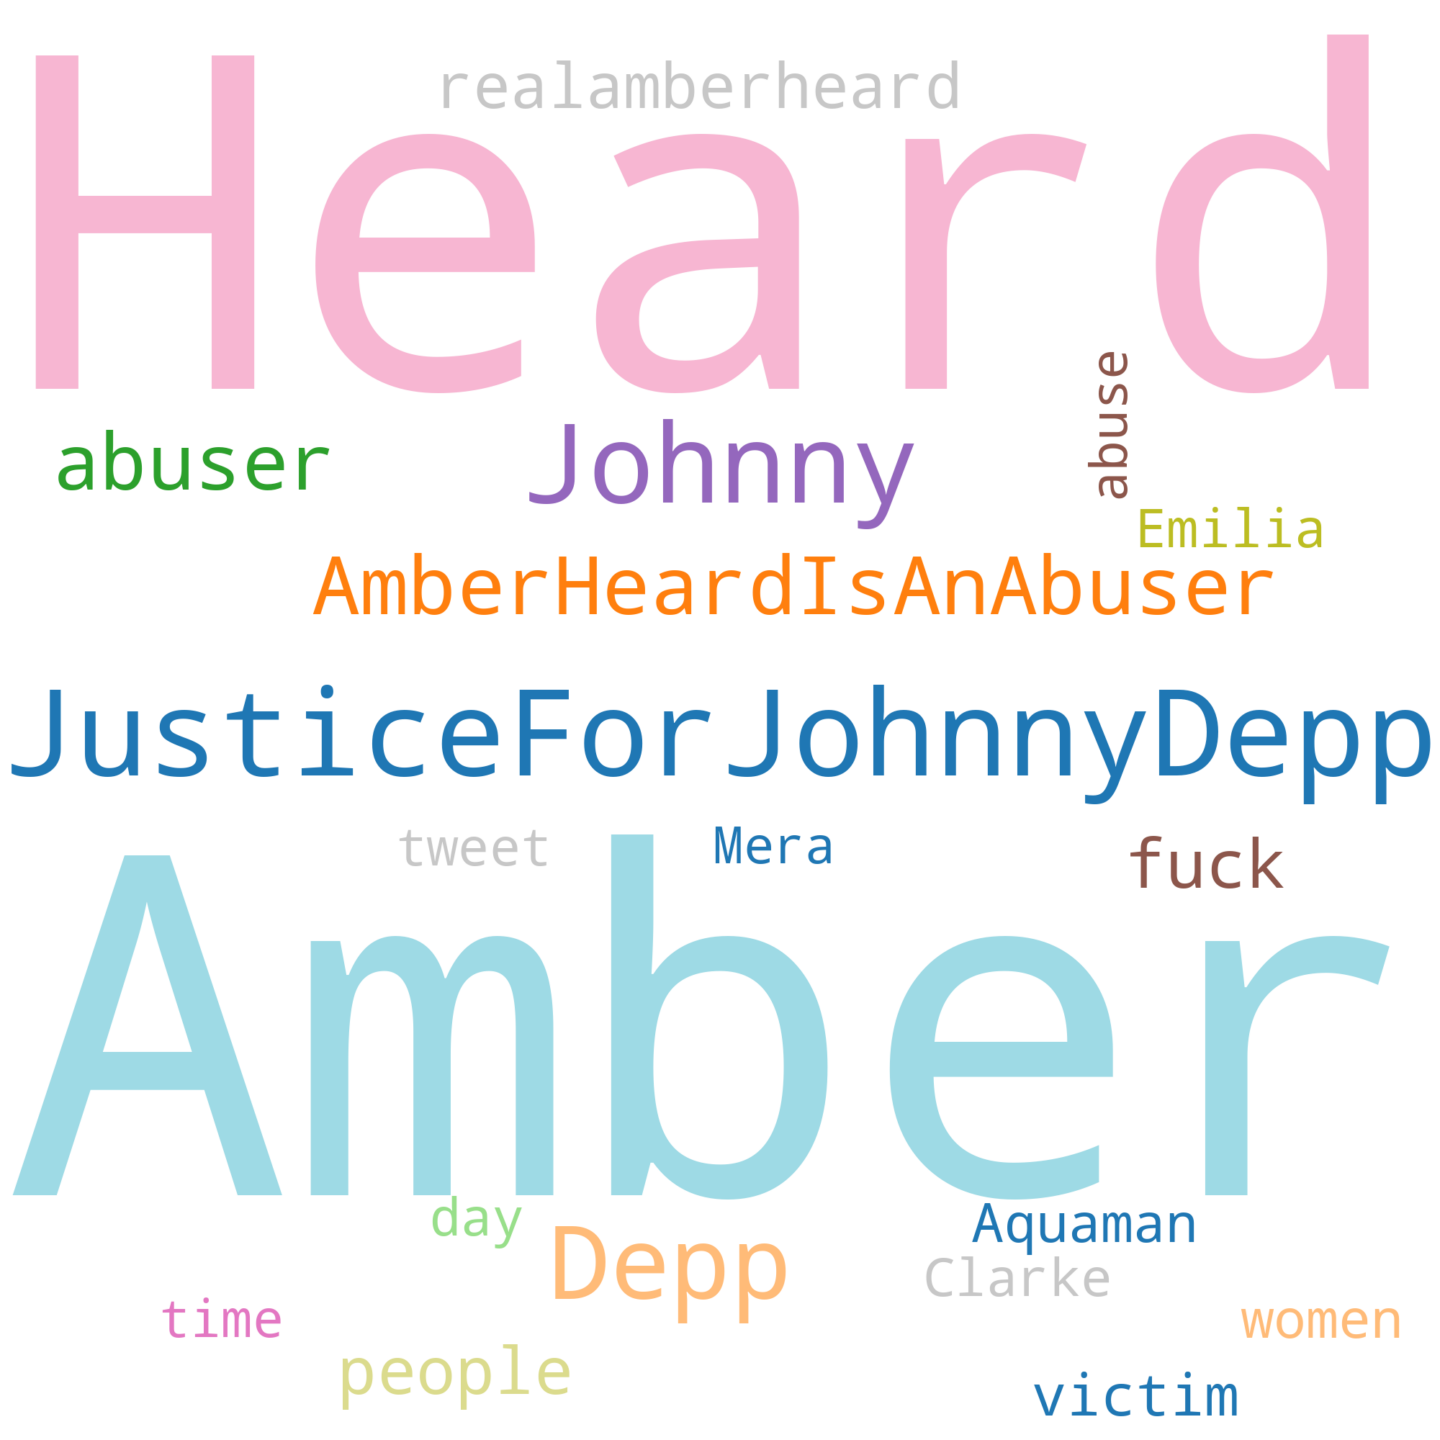 realamberheard
Heard
abuse
abuser
Johnny
Emilia
AmberHeardIsAnAbuser
JusticeForJohnnyDepp
tweet
Mera
fuck
Amber
day
Aquaman
Depp
Clarke
time
women
people
victim